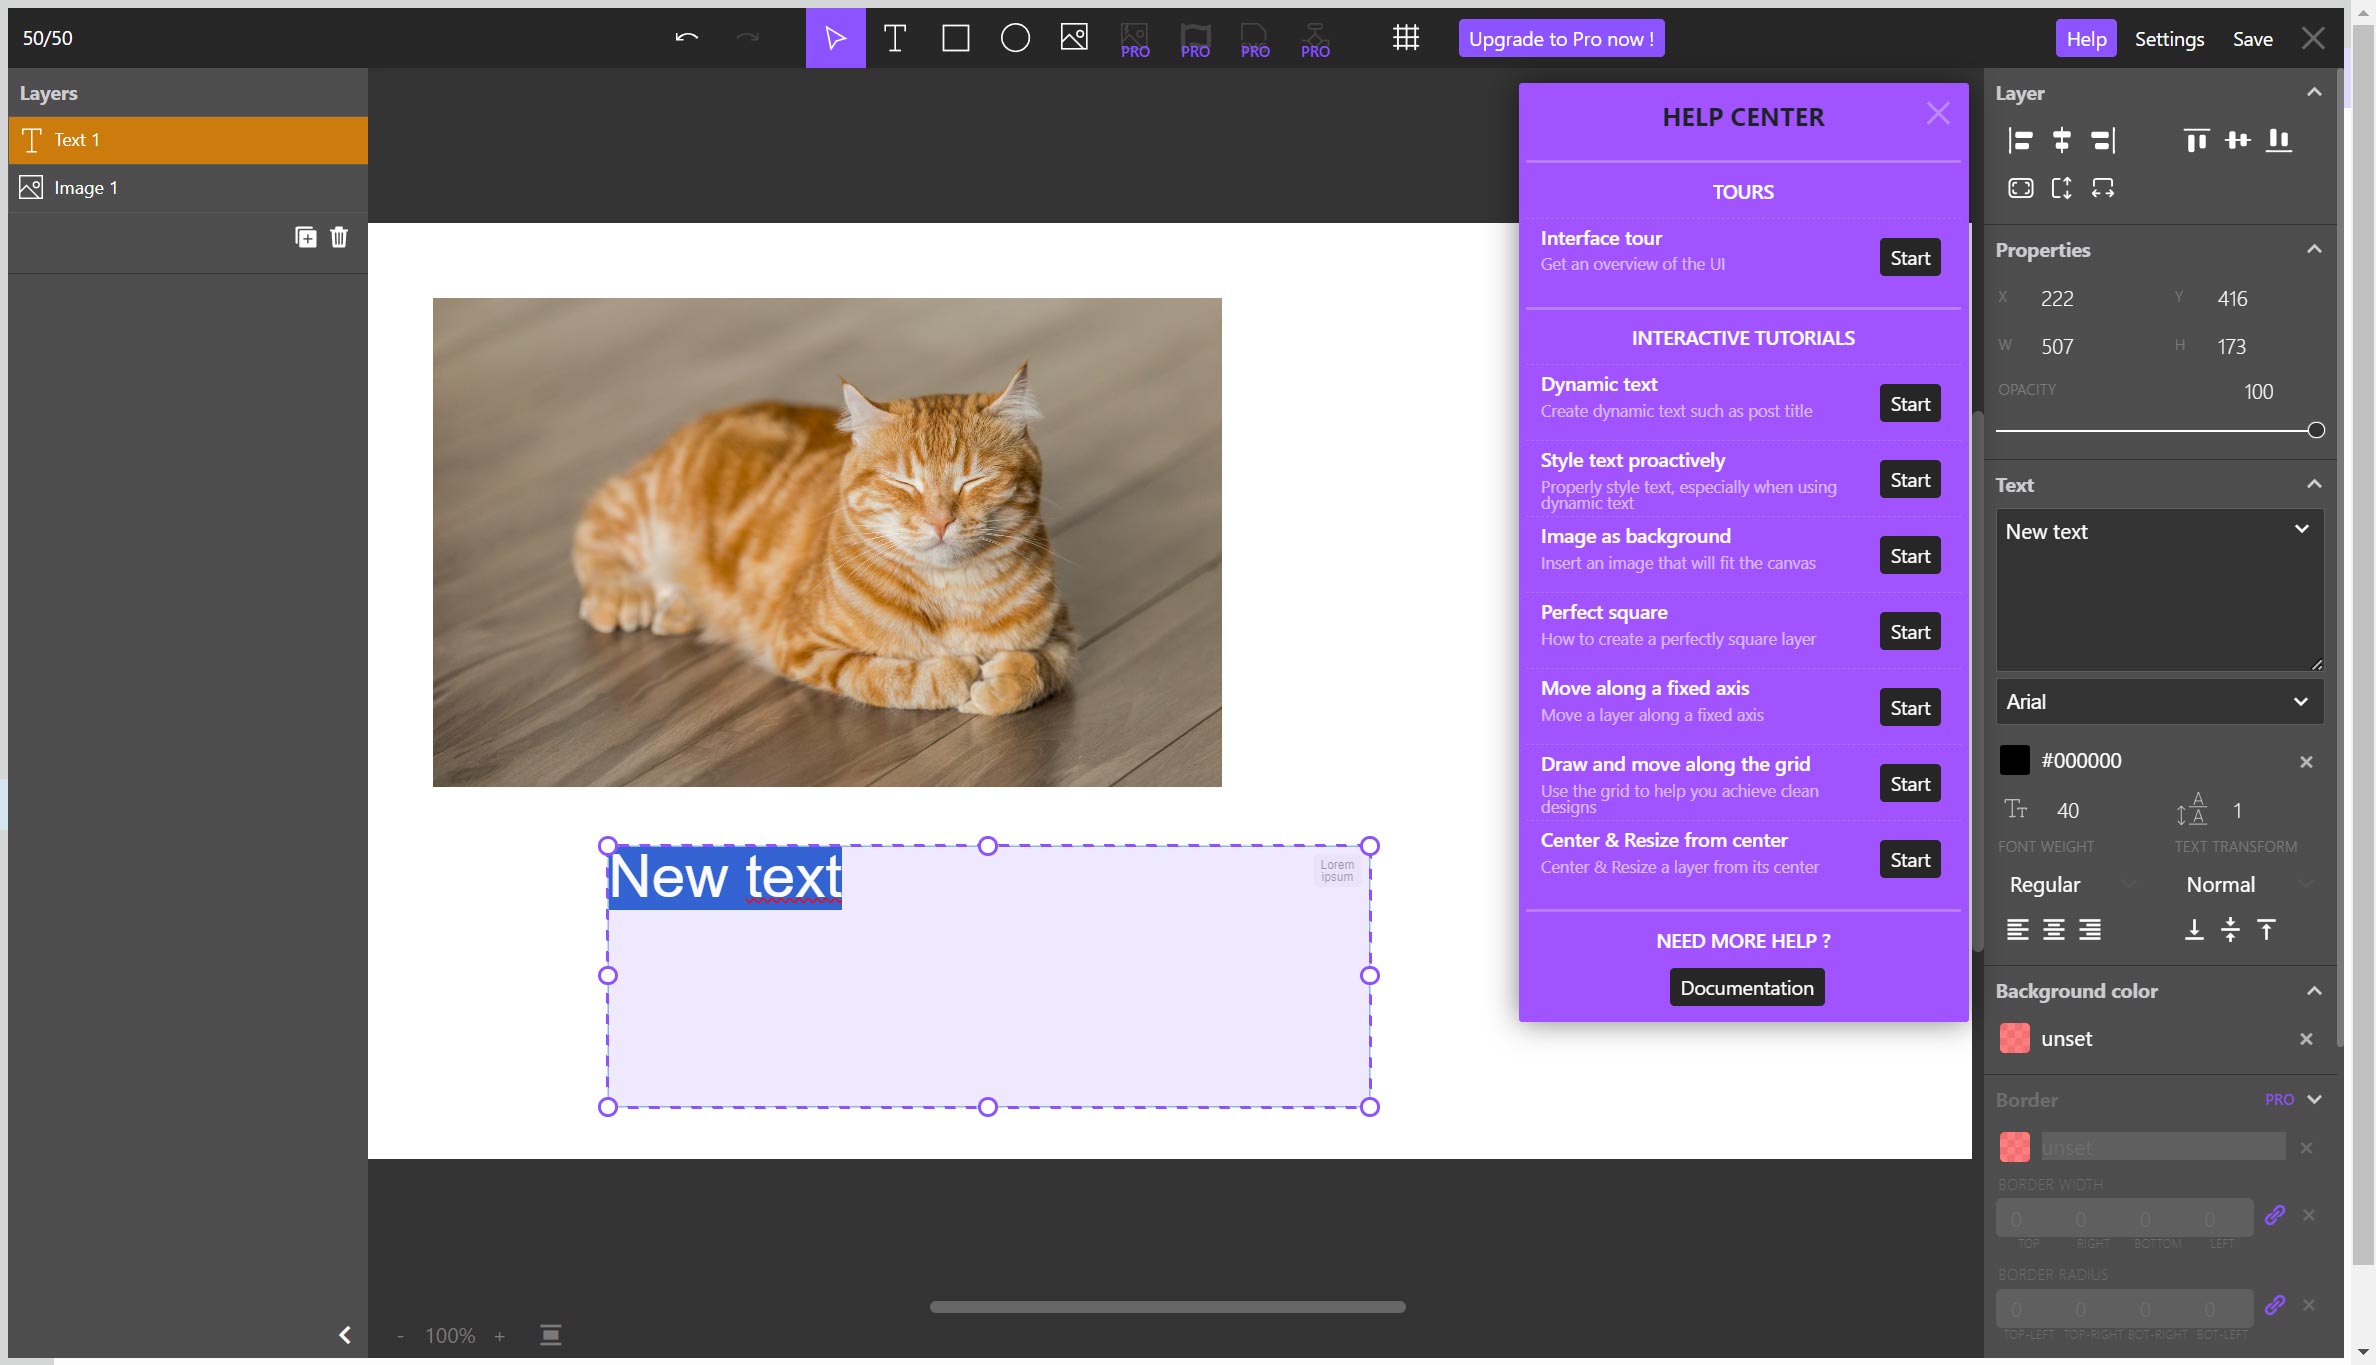 50/50
PRO
PRO
PRO
PRO
Upgrade to Pro now !
Help
Settings
Save
Layers
Text 1
Image 1
New text
Lorem
ipsum
- 100% +
HELP CENTER
TOURS
Interface tour
Get an overview of the UI
Start
INTERACTIVE TUTORIALS
Dynamic text
Create dynamic text such as post title
Start
Style text proactively
Properly style text, especially when using
dynamic text
Start
Image as background
Insert an image that will fit the canvas
Start
Perfect square
How to create a perfectly square layer
Start
Move along a fixed axis
Move a layer along a fixed axis
Start
Draw and move along the grid
Use the grid to help you achieve clean
designs
Start
Center & Resize from center
Center & Resize a layer from its center
Start
NEED MORE HELP ?
Documentation
Layer
Properties
X 222 Y 416
W 507 H 173
OPACITY 100
Text
New text
Arial
#000000
40 1
FONT WEIGHT TEXT TRANSFORM
Regular Normal
Background color
unset
Border PRO
unset
BORDER WIDTH
0 0 0 0
TOP RIGHT BOTTOM LEFT
BORDER RADIUS
0 0 0 0
TOP-LEFT TOP-RIGHT BOT-RIGHT BOT-LEFT